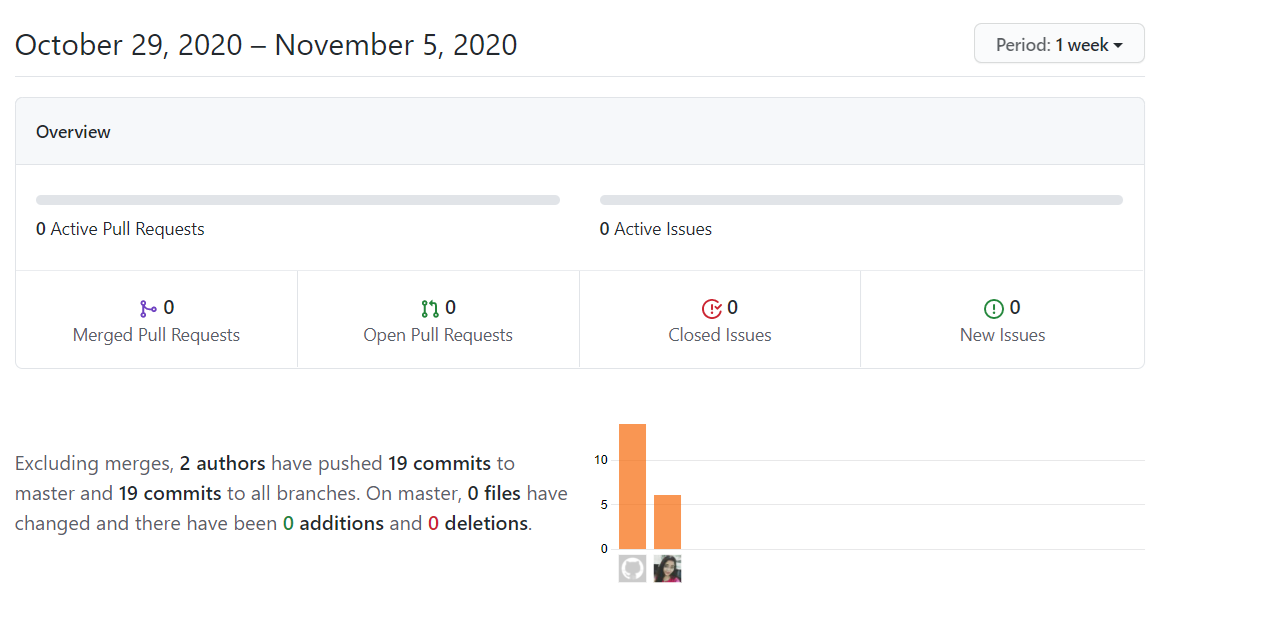 October 29, 2020 – November 5, 2020
Period: 1 week
Overview
0 Active Pull Requests
0 Active Issues
0
Merged Pull Requests
0
Open Pull Requests
0
Closed Issues
0
New Issues
Excluding merges, 2 authors have pushed 19 commits to
master and 19 commits to all branches. On master, 0 files have
changed and there have been 0 additions and 0 deletions.
10
5
0